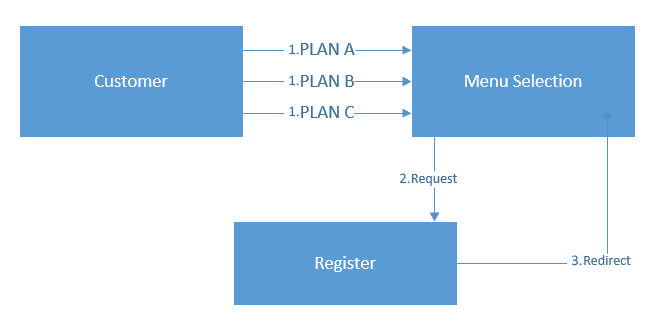 Customer
1.PLAN A
1.PLAN B
1.PLAN C
Menu Selection
2.Request
Register
3.Redirect